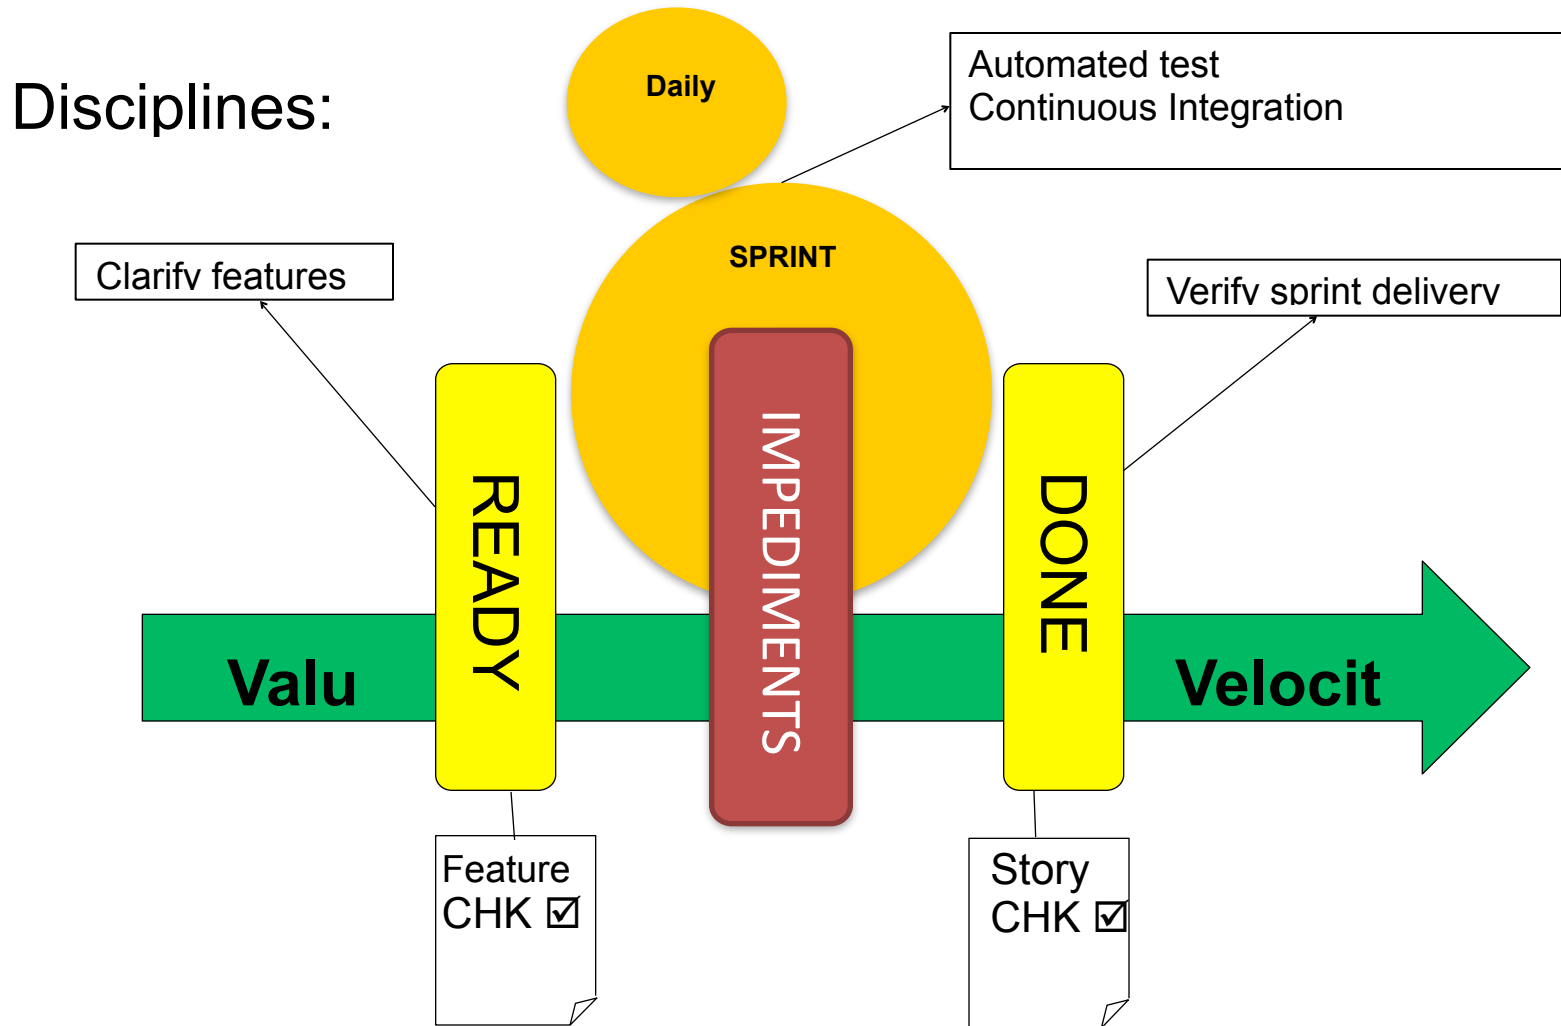 Disciplines:
Daily
Automated test
Continuous Integration
SPRINT
Clarify features
Verify sprint delivery
READY
IMPEDIMENTS
DONE
Valu
Velocit
Feature
CHK ☑
Story
CHK ☑